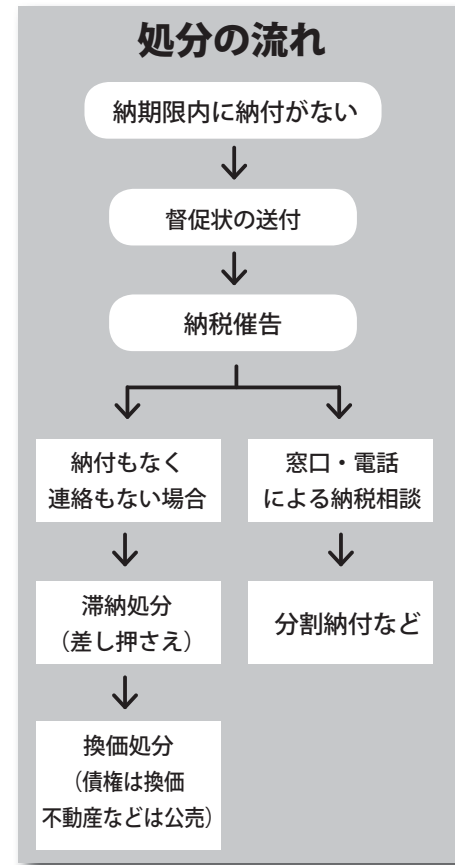 処分の流れ
納期限内に納付がない
督促状の送付
納税催告
納付もなく
連絡もない場合
滞納処分
（差し押さえ）
換価処分
（債権は換価
不動産などは公売）
窓口・電話
による納税相談
分割納付など